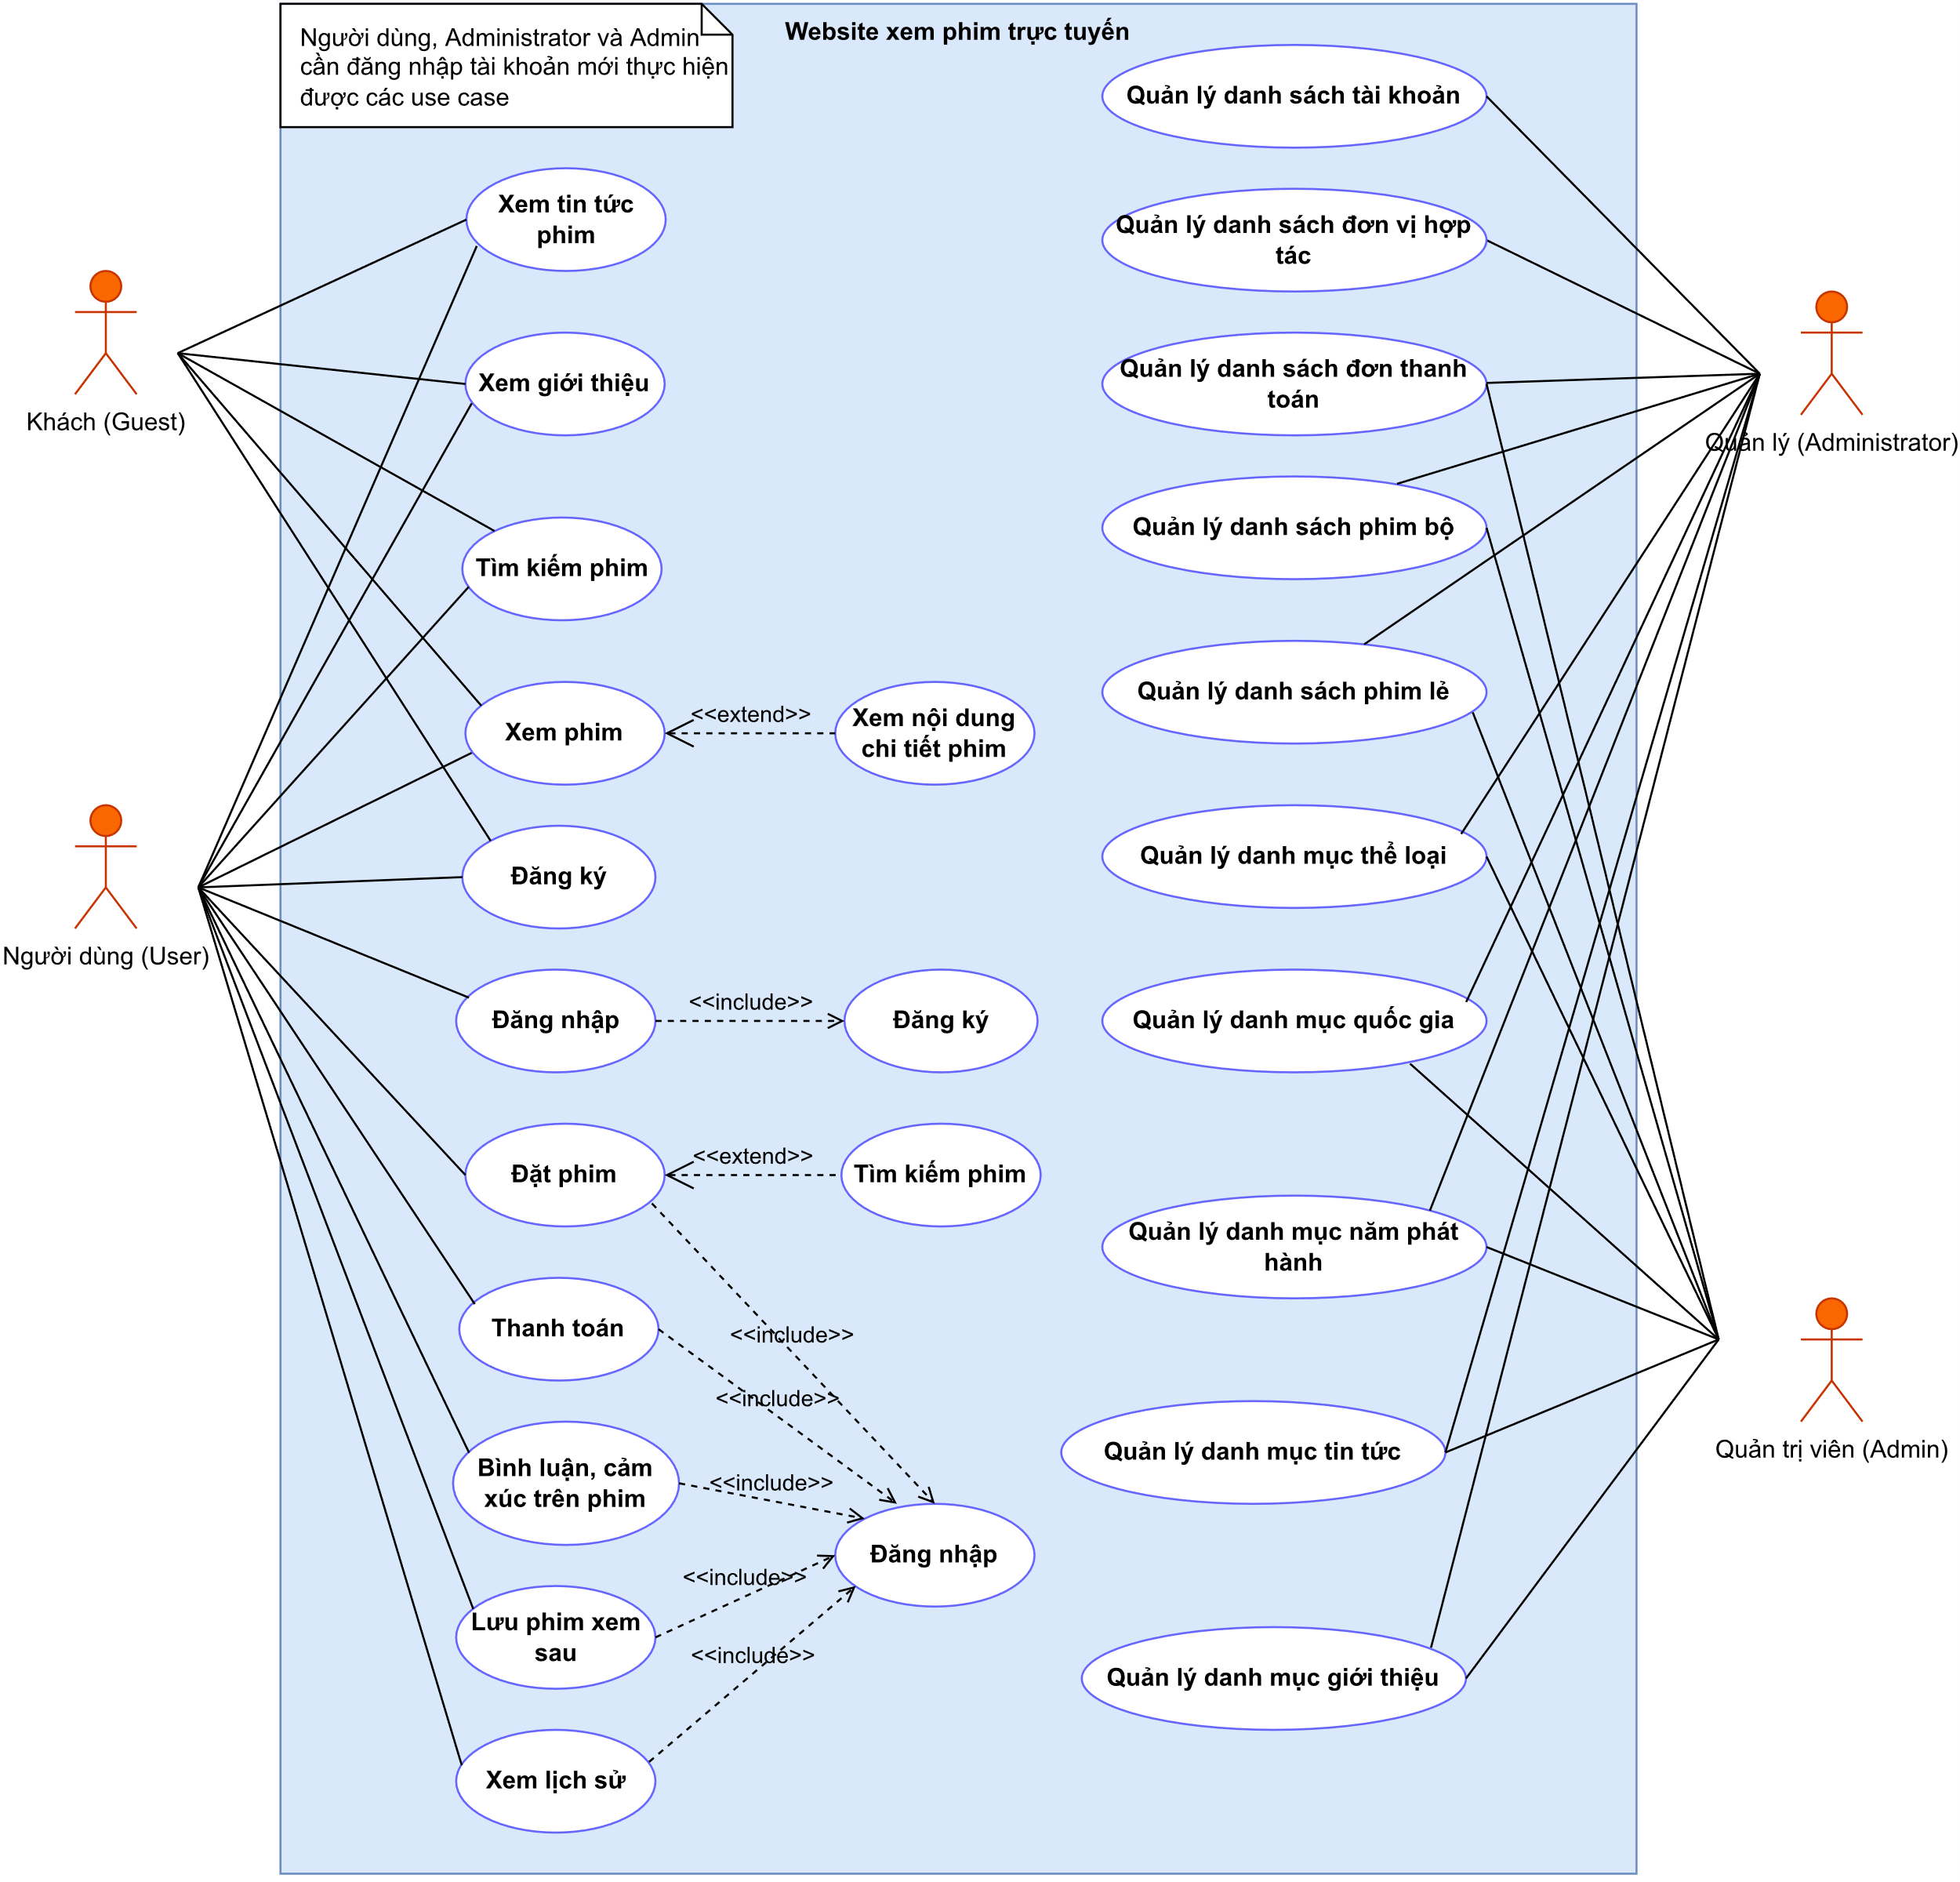 Website xem phim trực tuyến
Người dùng, Administrator và Admin
cần đăng nhập tài khoản mới thực hiện
được các use case
Xem tin tức
phim
Xem giới thiệu
Tìm kiếm phim
Xem phim
<<extend>>
Xem nội dung
chi tiết phim
Đăng ký
Đăng nhập
<<include>>
Đăng ký
Đặt phim
<<extend>>
Tìm kiếm phim
<<include>>
Thanh toán
<<include>>
Bình luận, cảm
xúc trên phim
<<include>>
Đăng nhập
<<include>>
Lưu phim xem
sau
<<include>>
Xem lịch sử
Khách (Guest)
Người dùng (User)
Quản lý danh sách tài khoản
Quản lý danh sách đơn vị hợp
tác
Quản lý danh sách đơn thanh
toán
Quản lý danh sách phim bộ
Quản lý danh sách phim lẻ
Quản lý danh mục thể loại
Quản lý danh mục quốc gia
Quản lý danh mục năm phát
hành
Quản lý danh mục tin tức
Quản lý danh mục giới thiệu
Quản lý (Administrator)
Quản trị viên (Admin)